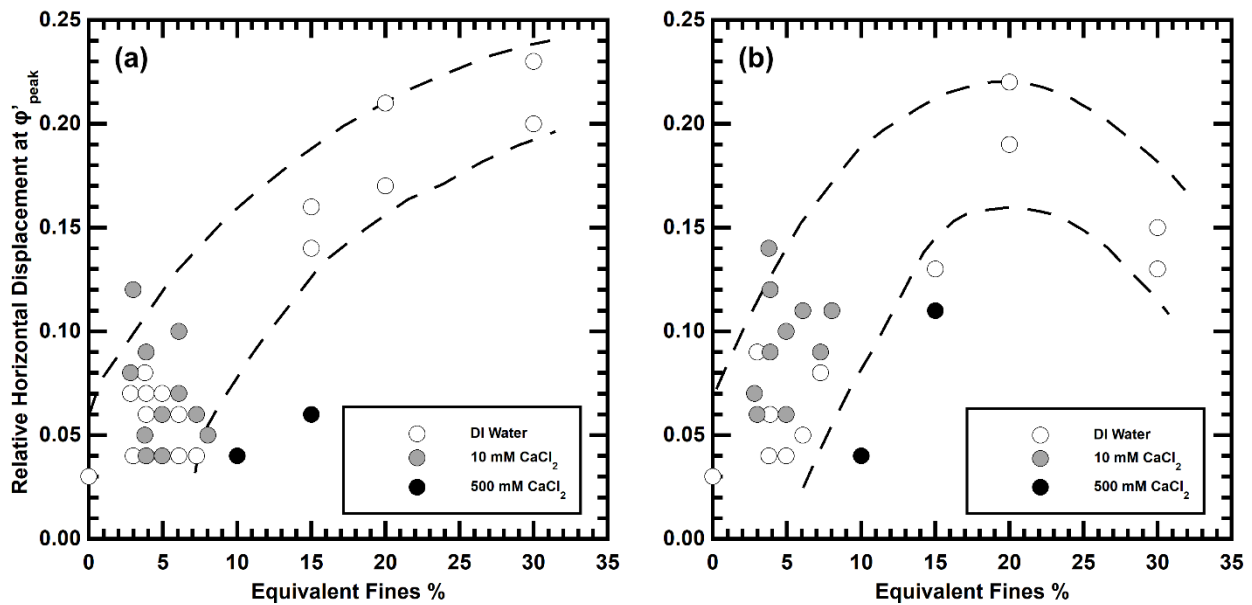 (a)
Relative Horizontal Displacement at φ'peak
0.25
0.20
0.15
0.10
0.05
0.00
0 5 10 15 20 25 30 35
Equivalent Fines %
DI Water
10 mM CaCl2
500 mM CaCl2
(b)
0.25
0.20
0.15
0.10
0.05
0.00
0 5 10 15 20 25 30 35
Equivalent Fines %
DI Water
10 mM CaCl2
500 mM CaCl2